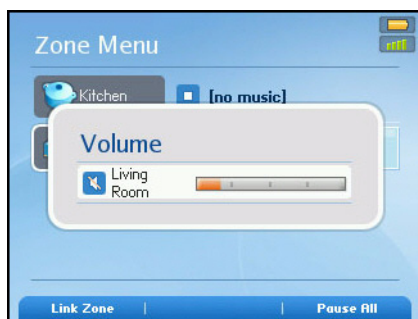 Zone Menu
Kitchen [no music]
Volume
Living
Room
Link Zone Pause All